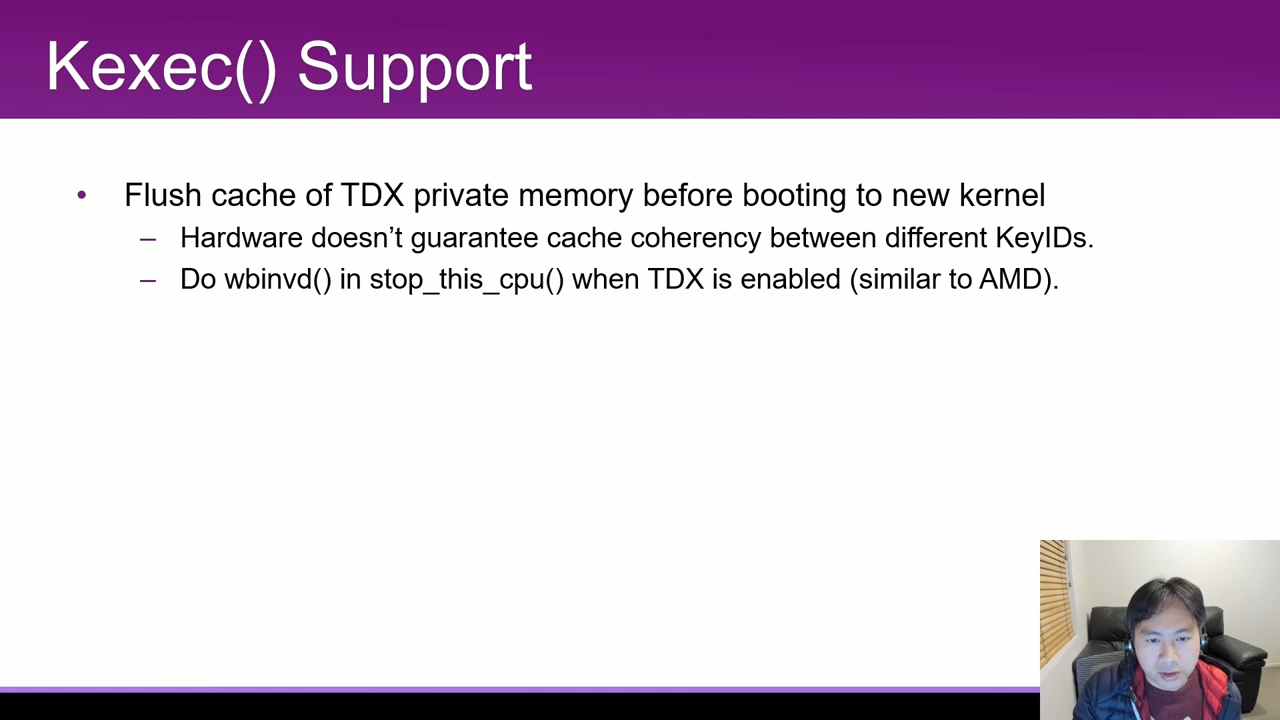 Kexec() Support
• Flush cache of TDX private memory before booting to new kernel
– Hardware doesn’t guarantee cache coherency between different KeyIDs.
– Do wbinvd() in stop_this_cpu() when TDX is enabled (similar to AMD).